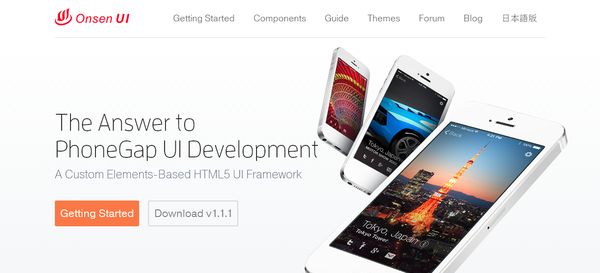 Onsen UI
Getting Started
Components
Guide
Themes
Forum
Blog
日本語版
The Answer to
PhoneGap UI Development
A Custom Elements-Based HTML5 UI Framework
Getting Started
Download v1.1.1
Back
Tokyo, Japan
Tokyo Tower
Tokyo, Japan